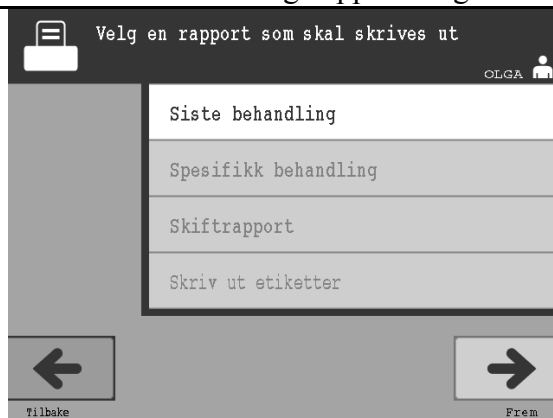 Velg en rapport som skal skrives ut
OLGA
Siste behandling
Spesifikk behandling
Skiftrapport
Skriv ut etiketter
Tilbake
Frem